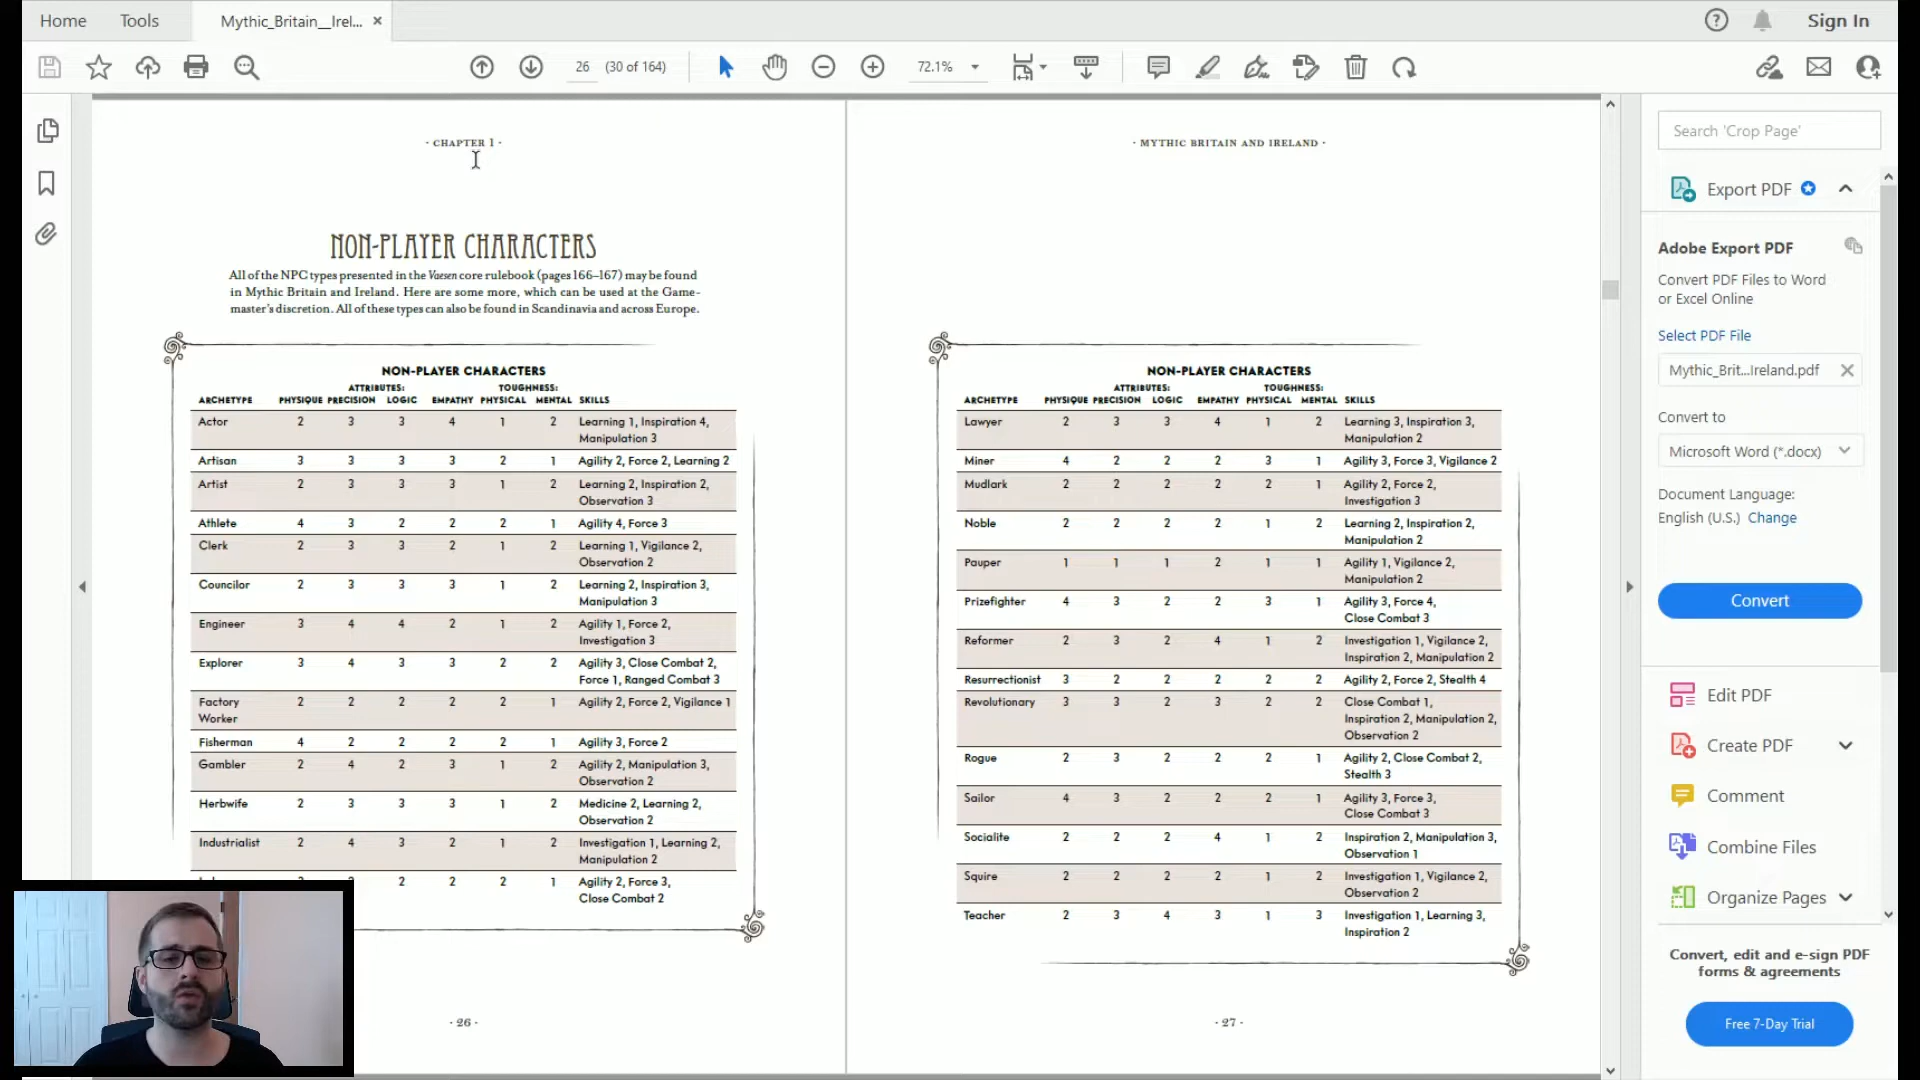 Home
Tools
Mythic_Britain__Irel...
Sign In
26 (30 of 164)
72.1%
· CHAPTER 1 ·
NON-PLAYER CHARACTERS
All of the NPC types presented in the Vaesen core rulebook (pages 166–167) may be found
in Mythic Britain and Ireland. Here are some more, which can be used at the Game-
master's discretion. All of these types can also be found in Scandinavia and across Europe.
NON-PLAYER CHARACTERS
ATTRIBUTES: TOUGHNESS:
ARCHETYPE PHYSIQUE PRECISION LOGIC EMPATHY PHYSICAL MENTAL SKILLS
Actor 2 3 3 4 1 2 Learning 1, Inspiration 4,
Manipulation 3
Artisan 3 3 3 3 2 1 Agility 2, Force 2, Learning 2
Artist 2 3 3 3 1 2 Learning 2, Inspiration 2,
Observation 3
Athlete 4 3 2 2 2 1 Agility 4, Force 3
Clerk 2 3 3 2 1 2 Learning 1, Vigilance 2,
Observation 2
Councilor 2 3 3 3 1 2 Learning 2, Inspiration 3,
Manipulation 3
Engineer 3 4 4 2 1 2 Agility 1, Force 2,
Investigation 3
Explorer 3 4 3 3 2 2 Agility 3, Close Combat 2,
Force 1, Ranged Combat 3
Factory 2 2 2 2 2 1 Agility 2, Force 2, Vigilance 1
Worker
Fisherman 4 2 2 2 2 1 Agility 3, Force 2
Gambler 2 4 2 3 1 2 Agility 2, Manipulation 3,
Observation 2
Herbwife 2 3 3 3 1 2 Medicine 2, Learning 2,
Observation 2
Industrialist 2 4 3 2 1 2 Investigation 1, Learning 2,
Manipulation 2
2 2 2 1 Agility 2, Force 3,
Close Combat 2
· 26 ·
· MYTHIC BRITAIN AND IRELAND ·
NON-PLAYER CHARACTERS
ATTRIBUTES: TOUGHNESS:
ARCHETYPE PHYSIQUE PRECISION LOGIC EMPATHY PHYSICAL MENTAL SKILLS
Lawyer 2 3 3 4 1 2 Learning 3, Inspiration 3,
Manipulation 2
Miner 4 2 2 2 3 1 Agility 3, Force 3, Vigilance 2
Mudlark 2 2 2 2 2 1 Agility 2, Force 2,
Investigation 3
Noble 2 2 2 2 1 2 Learning 2, Inspiration 2,
Manipulation 2
Pauper 1 1 1 2 1 1 Agility 1, Vigilance 2,
Manipulation 2
Prizefighter 4 3 2 2 3 1 Agility 3, Force 4,
Close Combat 3
Reformer 2 3 2 4 1 2 Investigation 1, Vigilance 2,
Inspiration 2, Manipulation 2
Resurrectionist 3 2 2 2 2 2 Agility 2, Force 2, Stealth 4
Revolutionary 3 3 2 3 2 2 Close Combat 1,
Inspiration 2, Manipulation 2,
Observation 2
Rogue 2 3 2 2 2 1 Agility 2, Close Combat 2,
Stealth 3
Sailor 4 3 2 2 2 1 Agility 3, Force 3,
Close Combat 3
Socialite 2 2 2 4 1 2 Inspiration 2, Manipulation 3,
Observation 1
Squire 2 2 2 2 1 2 Investigation 1, Vigilance 2,
Observation 2
Teacher 2 3 4 3 1 3 Investigation 1, Learning 3,
Inspiration 2
· 27 ·
Search 'Crop Page'
Export PDF
Adobe Export PDF
Convert PDF Files to Word
or Excel Online
Select PDF File
Mythic_Brit...Ireland.pdf
Convert to
Microsoft Word (*.docx)
Document Language:
English (U.S.) Change
Convert
Edit PDF
Create PDF
Comment
Combine Files
Organize Pages
Convert, edit and e-sign PDF
forms & agreements
Free 7-Day Trial